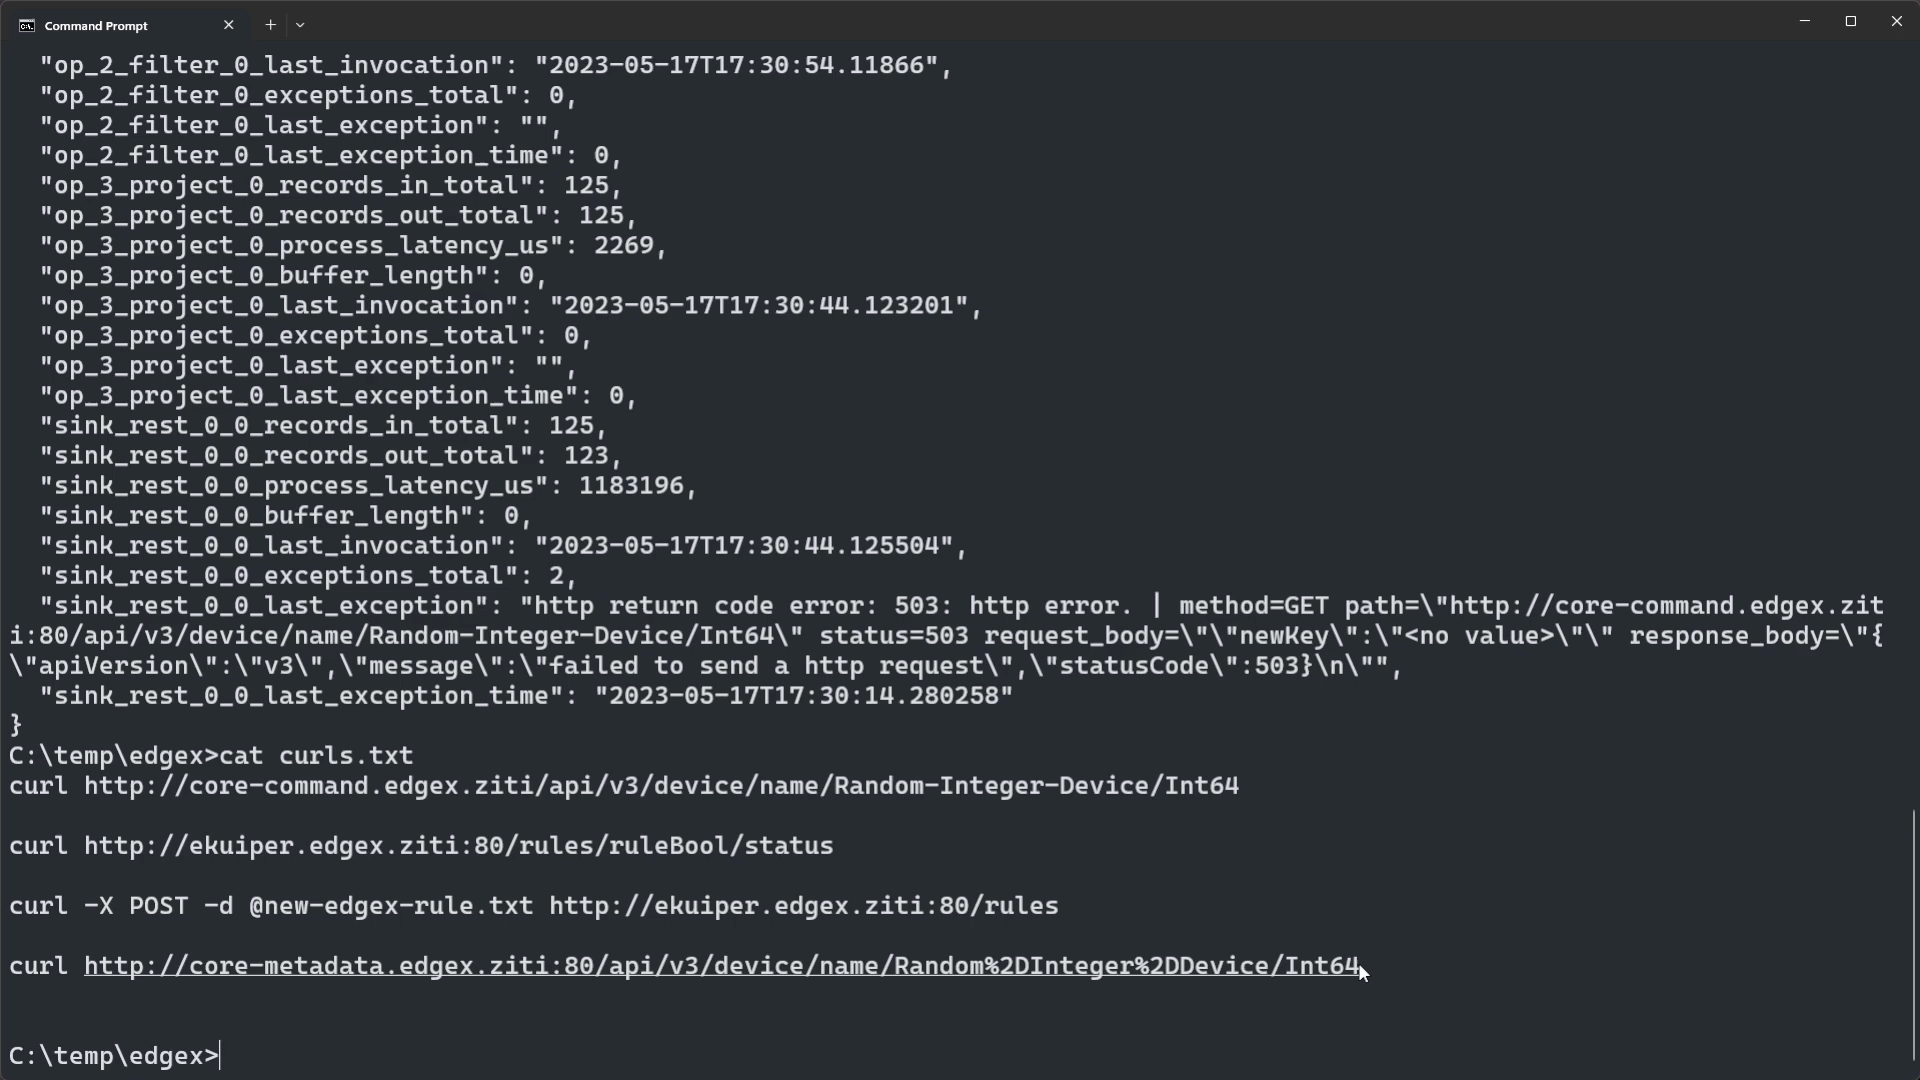 Command Prompt
"op_2_filter_0_last_invocation": "2023-05-17T17:30:54.11866",
"op_2_filter_0_exceptions_total": 0,
"op_2_filter_0_last_exception": "",
"op_2_filter_0_last_exception_time": 0,
"op_3_project_0_records_in_total": 125,
"op_3_project_0_records_out_total": 125,
"op_3_project_0_process_latency_us": 2269,
"op_3_project_0_buffer_length": 0,
"op_3_project_0_last_invocation": "2023-05-17T17:30:44.123201",
"op_3_project_0_exceptions_total": 0,
"op_3_project_0_last_exception": "",
"op_3_project_0_last_exception_time": 0,
"sink_rest_0_0_records_in_total": 125,
"sink_rest_0_0_records_out_total": 123,
"sink_rest_0_0_process_latency_us": 1183196,
"sink_rest_0_0_buffer_length": 0,
"sink_rest_0_0_last_invocation": "2023-05-17T17:30:44.125504",
"sink_rest_0_0_exceptions_total": 2,
"sink_rest_0_0_last_exception": "http return code error: 503: http error. | method=GET path=\"http://core-command.edgex.zit
i:80/api/v3/device/name/Random-Integer-Device/Int64\" status=503 request_body=\"\"newKey\":\"<no value>\"\" response_body=\"{
\"apiVersion\":\"v3\",\"message\":\"failed to send a http request\",\"statusCode\":503}\n\"",
"sink_rest_0_0_last_exception_time": "2023-05-17T17:30:14.280258"
}
C:\temp\edgex>cat curls.txt
curl http://core-command.edgex.ziti/api/v3/device/name/Random-Integer-Device/Int64
curl http://ekuiper.edgex.ziti:80/rules/ruleBool/status
curl -X POST -d @new-edgex-rule.txt http://ekuiper.edgex.ziti:80/rules
curl http://core-metadata.edgex.ziti:80/api/v3/device/name/Random%2DInteger%2DDevice/Int64
C:\temp\edgex>